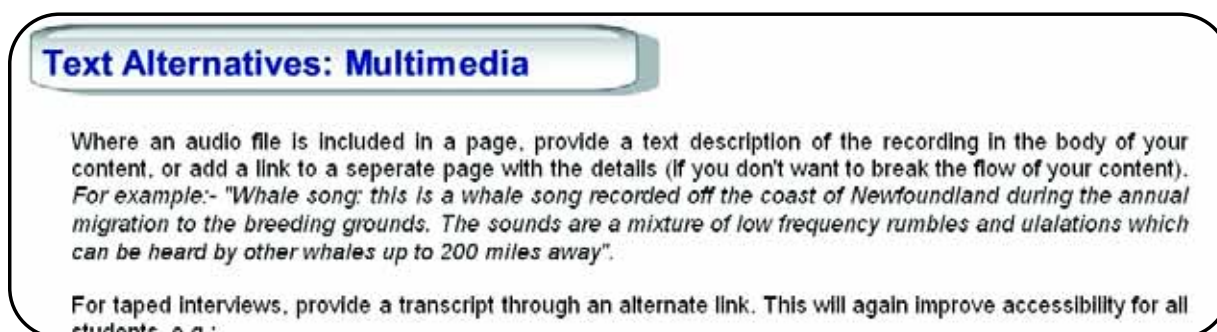 Text Alternatives: Multimedia
Where an audio file is included in a page, provide a text description of the recording in the body of your
content, or add a link to a seperate page with the details (if you don't want to break the flow of your content).
For example:- "Whale song: this is a whale song recorded off the coast of Newfoundland during the annual
migration to the breeding grounds. The sounds are a mixture of low frequency rumbles and ulalations which
can be heard by other whales up to 200 miles away".
For taped interviews, provide a transcript through an alternate link. This will again improve accessibility for all
students, e.g.: